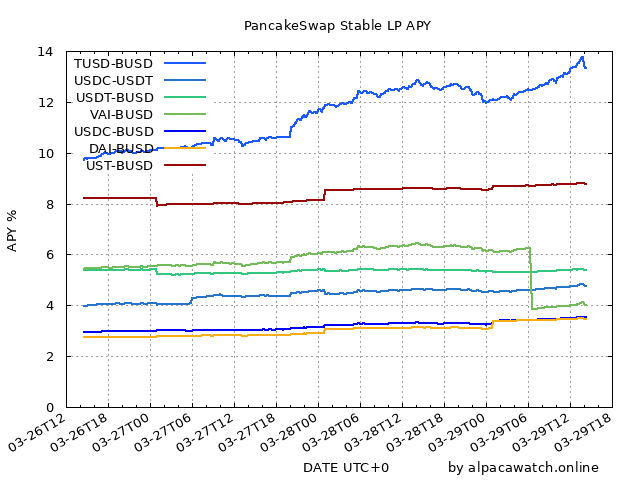 PancakeSwap Stable LP APY
14
12
10
8
6
4
2
0
APY %
TUSD-BUSD
USDC-USDT
USDT-BUSD
VAI-BUSD
USDC-BUSD
DAI-BUSD
UST-BUSD
03-26T12
03-26T18
03-27T00
03-27T06
03-27T12
03-27T18
03-28T00
03-28T06
03-28T12
03-28T18
03-29T00
03-29T06
03-29T12
03-29T18
DATE UTC+0
by alpacawatch.online